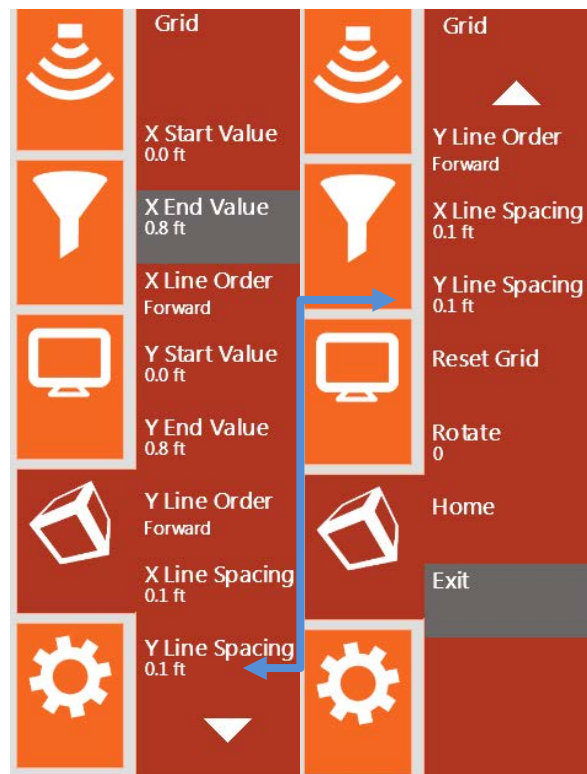 Grid
X Start Value
0.0 ft
X End Value
0.8 ft
X Line Order
Forward
Y Start Value
0.0 ft
Y End Value
0.8 ft
Y Line Order
Forward
X Line Spacing
0.1 ft
Y Line Spacing
0.1 ft
Grid
Y Line Order
Forward
X Line Spacing
0.1 ft
Y Line Spacing
0.1 ft
Reset Grid
Rotate
0
Home
Exit